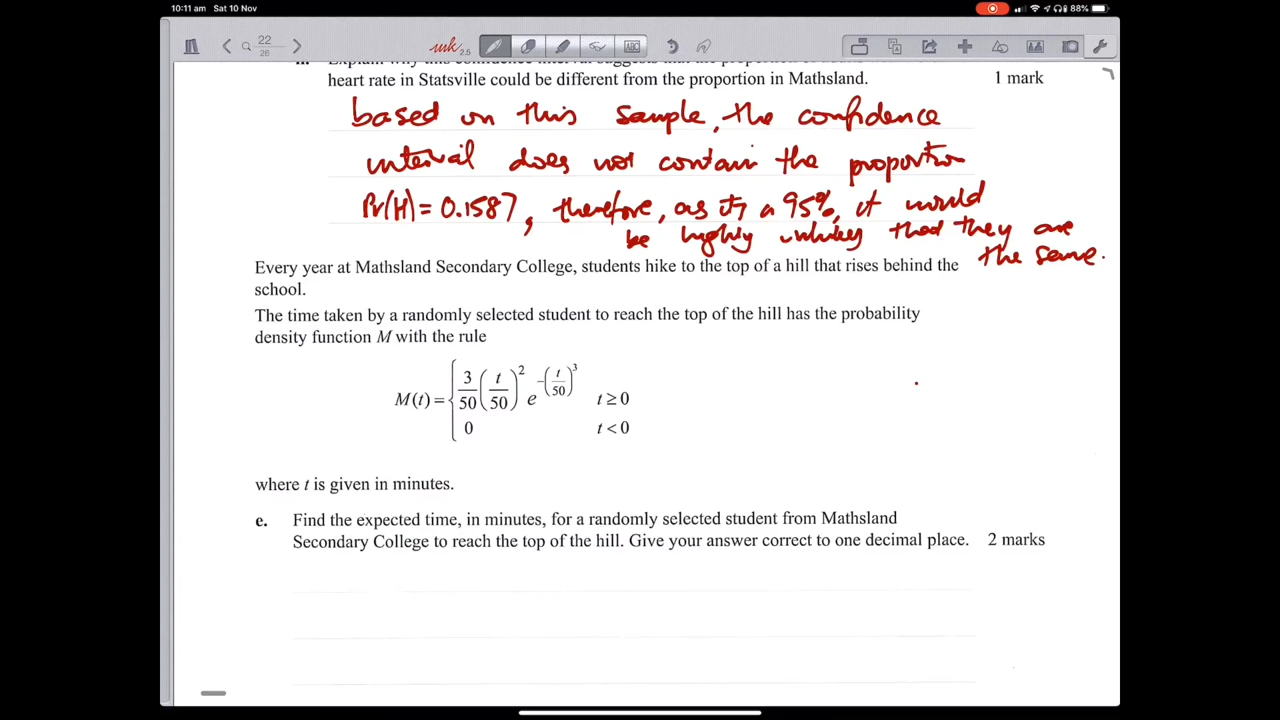 10:11 am Sat 10 Nov
88%
22
26
2.5
ABC
heart rate in Statsville could be different from the proportion in Mathsland. 1 mark
based on this sample, the confidence
interval does not contain the proportion
Pr(H) = 0.1587, therefore, as it's a 95%, it would
be highly unlikely that they are
the same.
Every year at Mathsland Secondary College, students hike to the top of a hill that rises behind the
school.
The time taken by a randomly selected student to reach the top of the hill has the probability
density function M with the rule
M(t) = { 3/50 (t/50)^2 e^-(t/50)^3 t ≥ 0
0 t < 0
where t is given in minutes.
e. Find the expected time, in minutes, for a randomly selected student from Mathsland
Secondary College to reach the top of the hill. Give your answer correct to one decimal place. 2 marks